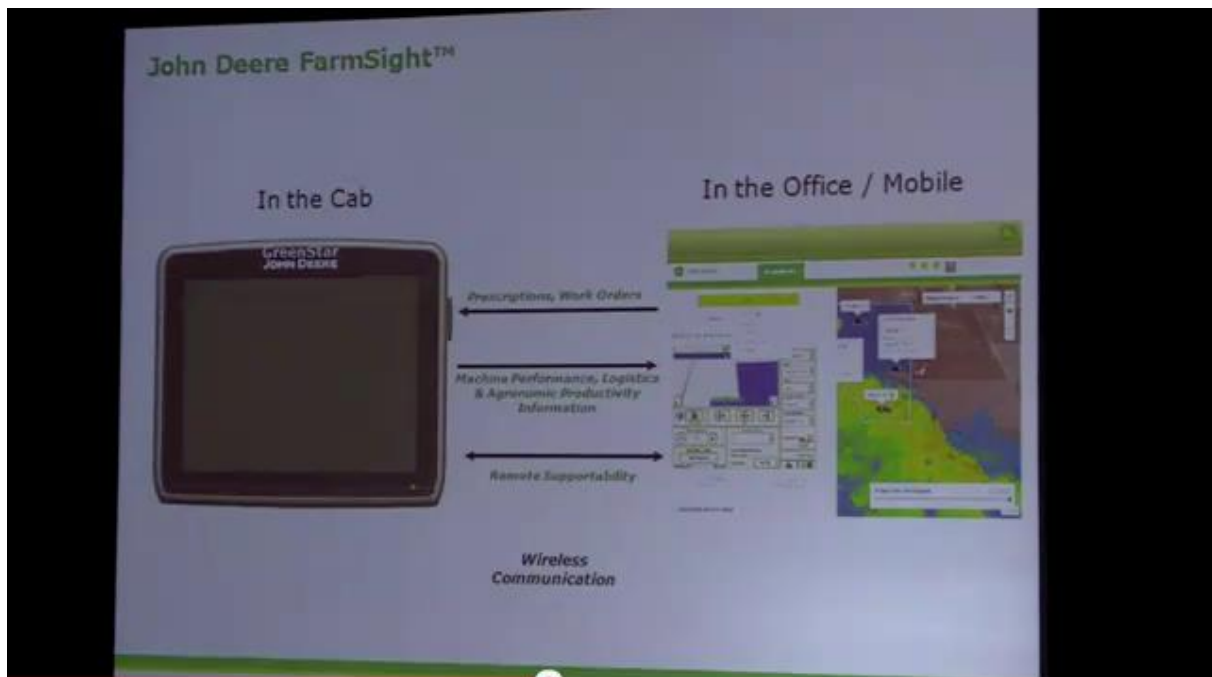 John Deere FarmSight™
In the Cab
In the Office / Mobile
GreenStar
JOHN DEERE
Prescriptions, Work Orders
Machine Performance, Logistics
& Agronomic Productivity
Information
Remote Supportability
Wireless
Communication